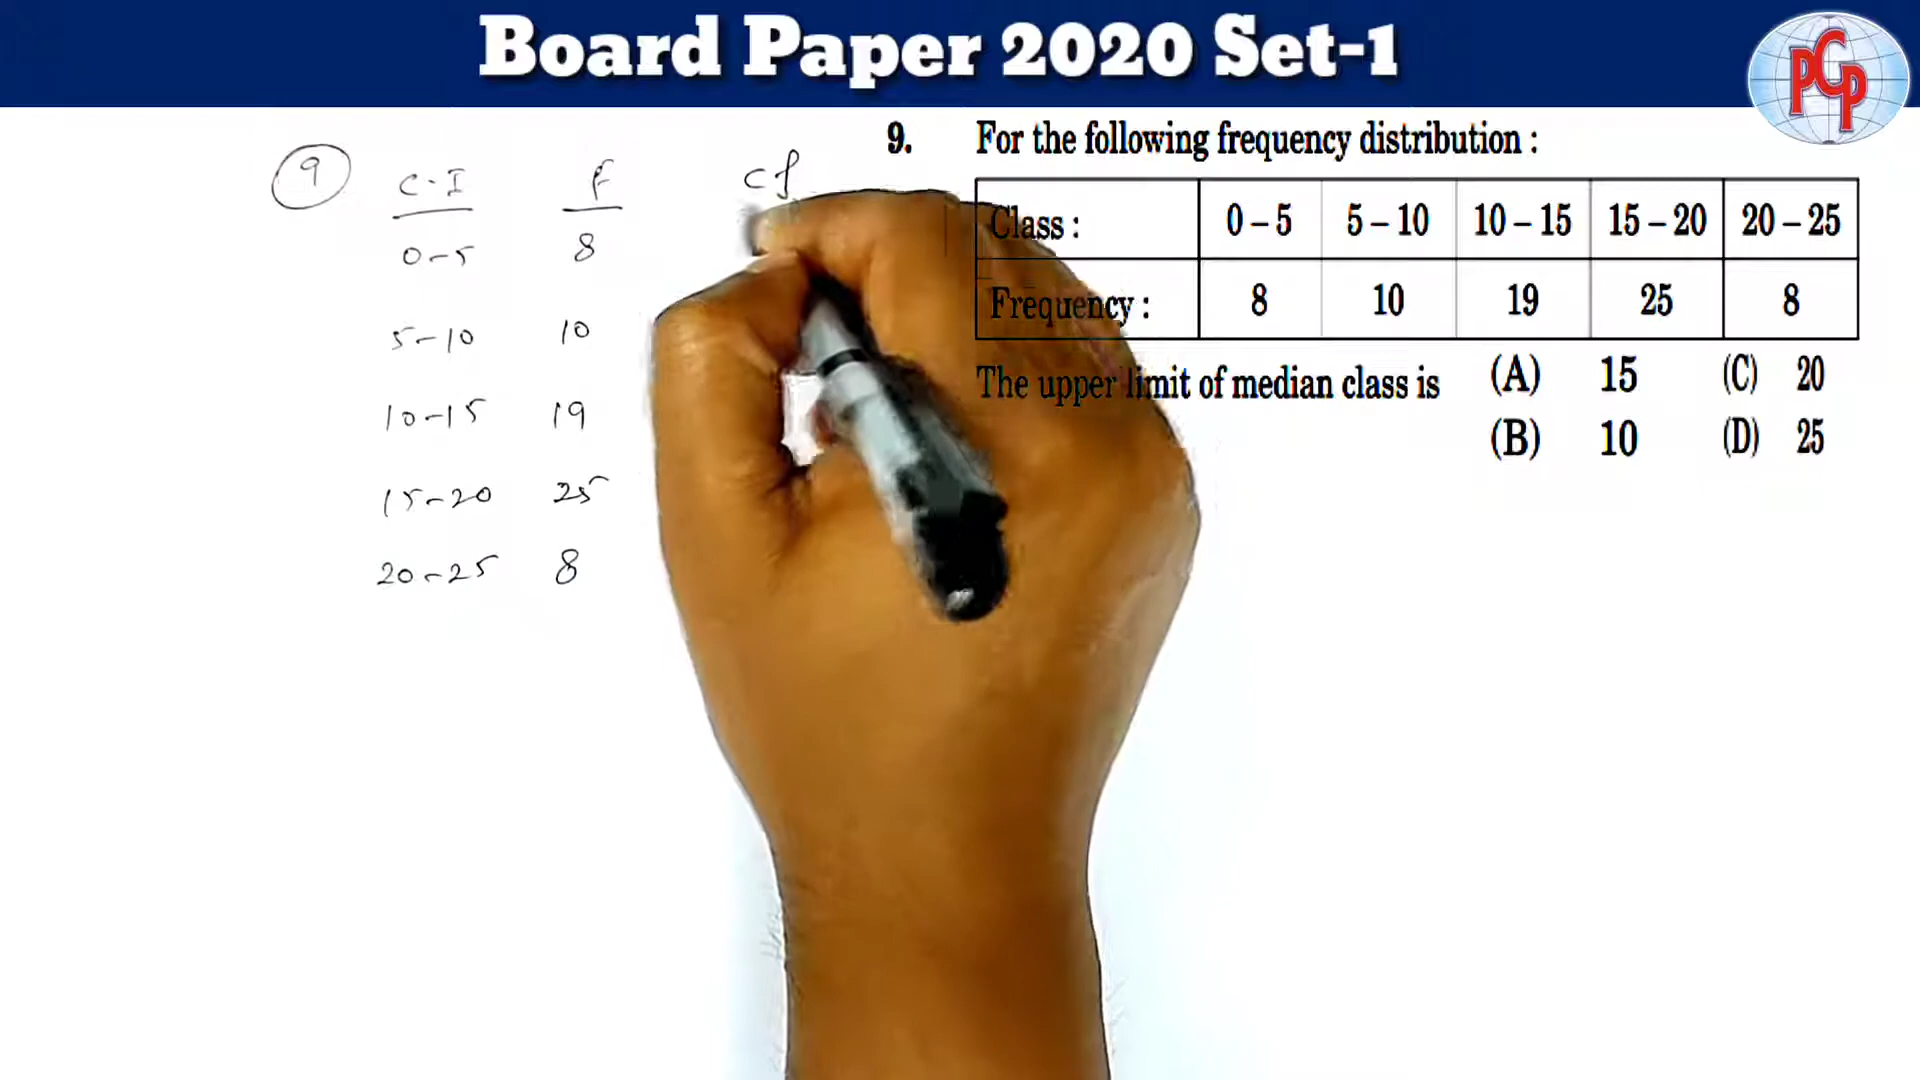 Board Paper 2020 Set-1
PCP
9. For the following frequency distribution :
Class : 0 – 5 5 – 10 10 – 15 15 – 20 20 – 25
Frequency : 8 10 19 25 8
The upper limit of median class is (A) 15 (C) 20
(B) 10 (D) 25
9 C-I F cf
0-5 8
5-10 10
10-15 19
15-20 25
20-25 8